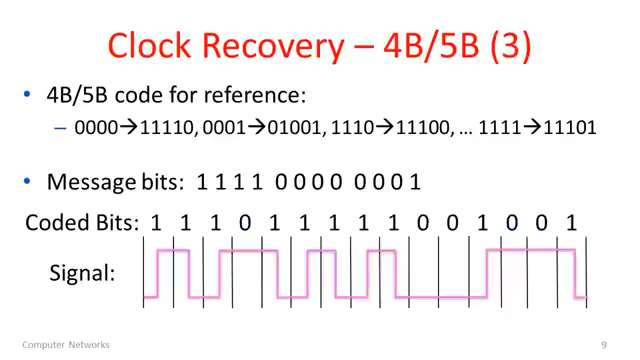 Clock Recovery – 4B/5B (3)
• 4B/5B code for reference:
– 0000→11110, 0001→01001, 1110→11100, … 1111→11101
• Message bits: 1 1 1 1 0 0 0 0 0 0 0 1
Coded Bits: 1 1 1 0 1 1 1 1 1 0 0 1 0 0 1
Signal:
Computer Networks 9